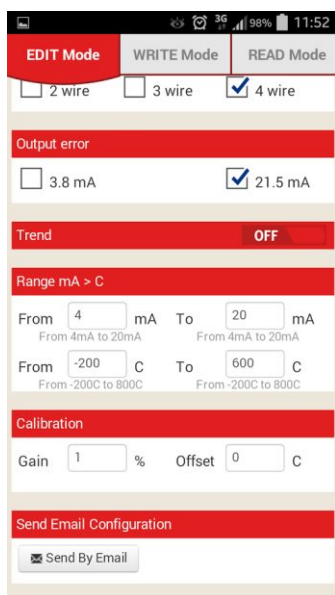 3G 98% 11:52
EDIT Mode WRITE Mode READ Mode
2 wire 3 wire 4 wire
Output error
3.8 mA 21.5 mA
Trend OFF
Range mA > C
From 4 mA To 20 mA
From 4mA to 20mA From 4mA to 20mA
From -200 C To 600 C
From -200C to 800C From -200C to 800C
Calibration
Gain 1 % Offset 0 C
Send Email Configuration
Send By Email